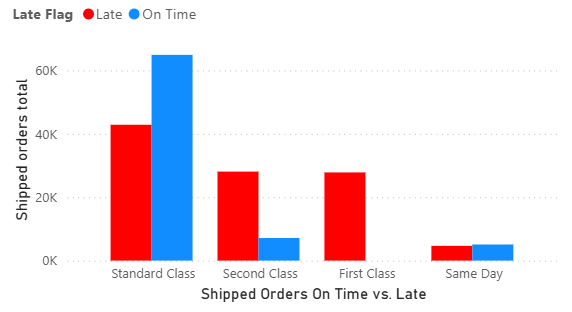 Late Flag Late On Time
Shipped orders total
60K
40K
20K
0K
Standard Class Second Class First Class Same Day
Shipped Orders On Time vs. Late